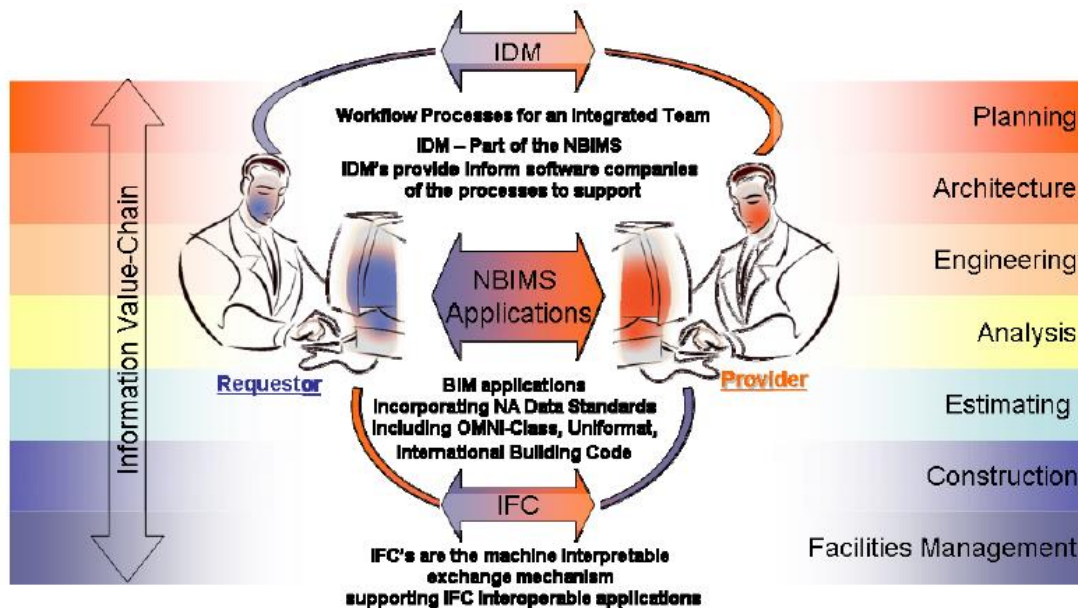 IDM
Workflow Processes for an Integrated Team
IDM – Part of the NBIMS
IDM's provide inform software companies
of the processes to support
Information Value-Chain
Requestor
NBIMS
Applications
Provider
BIM applications
Incorporating NA Data Standards
Including OMNI-Class, Uniformat,
International Building Code
IFC
IFC's are the machine interpretable
exchange mechanism
supporting IFC interoperable applications
Planning
Architecture
Engineering
Analysis
Estimating
Construction
Facilities Management